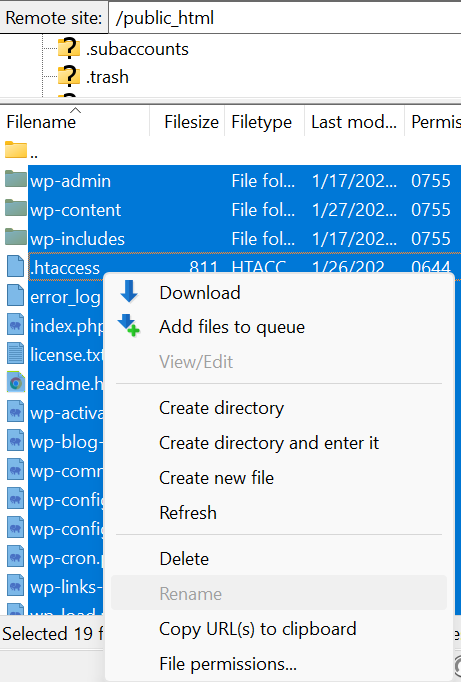 Remote site: /public_html
.subaccounts
.trash
Filename Filesize Filetype Last mod... Permis
..
wp-admin File fol... 1/17/202... 0755
wp-content File fol... 1/27/202... 0755
wp-includes File fol... 1/17/202... 0755
.htaccess 811 HTACC 1/26/202 0644
error_log
index.php
license.txt
readme.h
wp-activa
wp-blog-
wp-comm
wp-config
wp-config
wp-cron.p
wp-links-
wp-load.
Selected 19 f
Download
Add files to queue
View/Edit
Create directory
Create directory and enter it
Create new file
Refresh
Delete
Rename
Copy URL(s) to clipboard
File permissions...